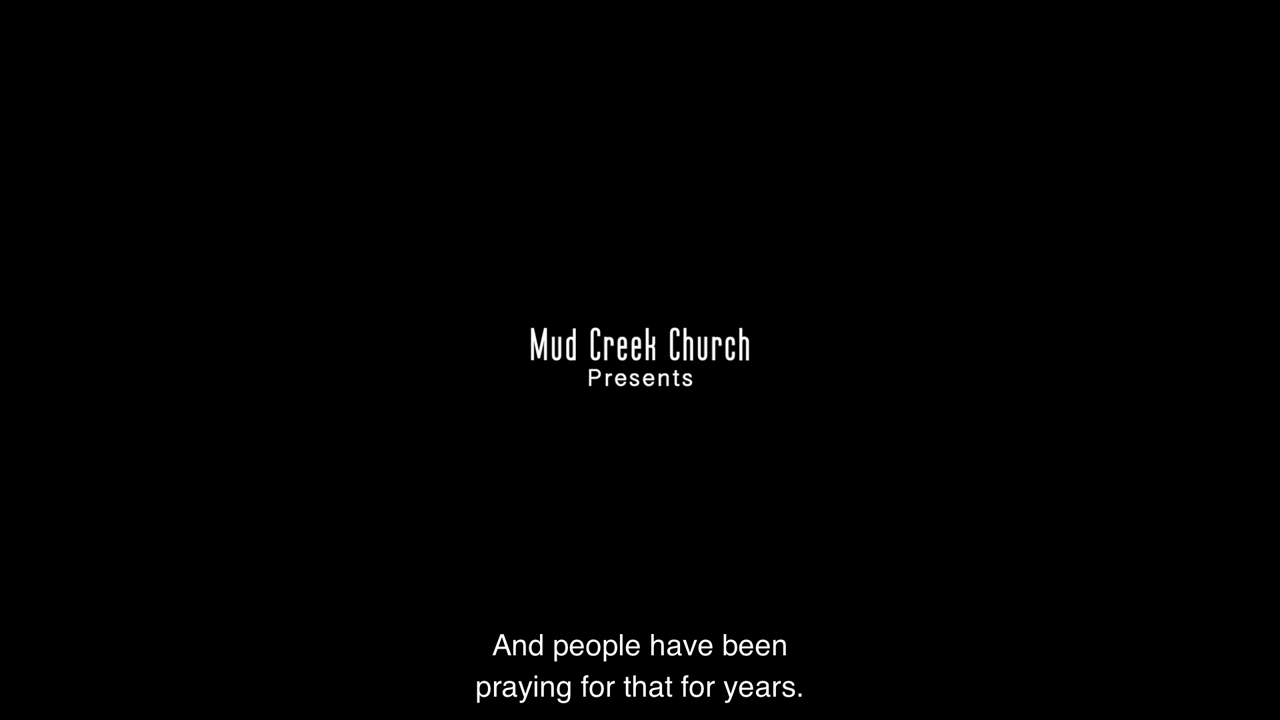 Mud Creek Church
Presents
And people have been
praying for that for years.